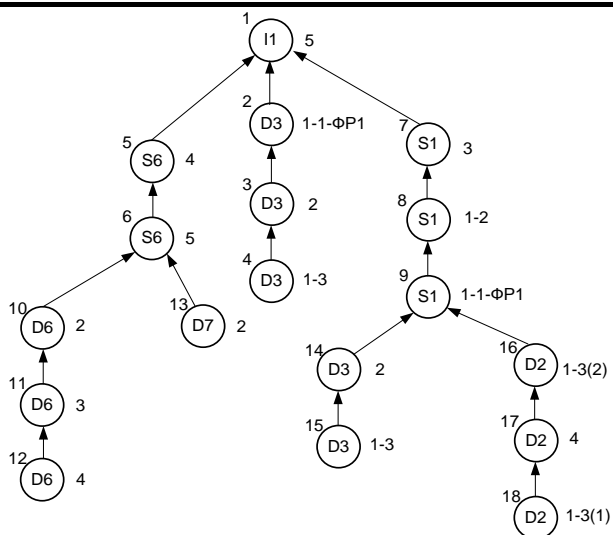 1 I1 5
2 D3 1-1-ФР1
7 S1 3
5 S6 4
3 D3 2
8 S1 1-2
6 S6 5
4 D3 1-3
9 S1 1-1-ФР1
10 D6 2
13 D7 2
14 D3 2
16 D2 1-3(2)
11 D6 3
15 D3 1-3
17 D2 4
12 D6 4
18 D2 1-3(1)